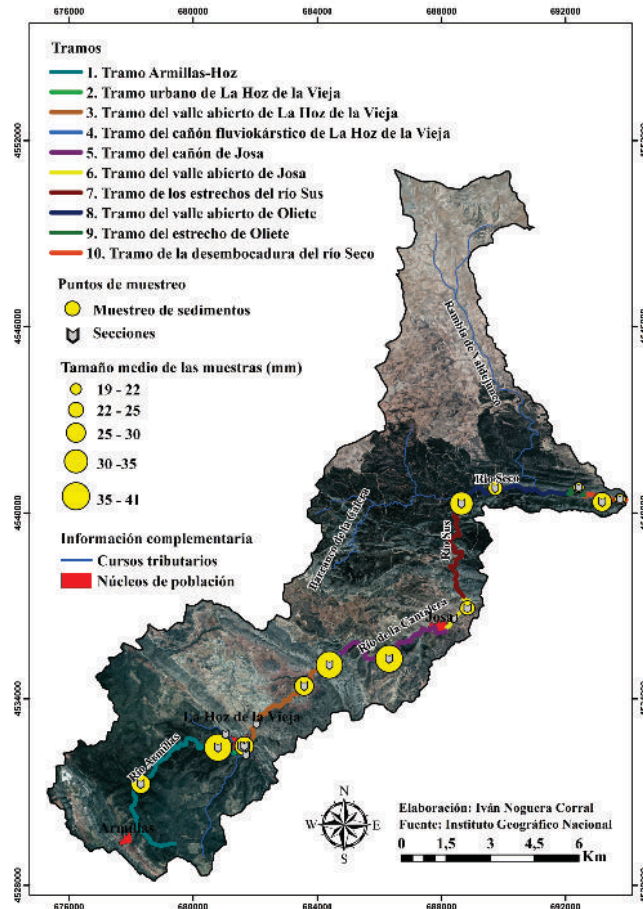 676000 680000 684000 688000 692000
Tramos
1. Tramo Armillas-Hoz
2. Tramo urbano de La Hoz de la Vieja
3. Tramo del valle abierto de La Hoz de la Vieja
4. Tramo del cañón fluviokárstico de La Hoz de la Vieja
5. Tramo del cañón de Josa
6. Tramo del valle abierto de Josa
7. Tramo de los estrechos del río Sus
8. Tramo del valle abierto de Oliete
9. Tramo del estrecho de Oliete
10. Tramo de la desembocadura del río Seco
Puntos de muestreo
Muestreo de sedimentos
Secciones
Tamaño medio de las muestras (mm)
19 - 22
22 - 25
25 - 30
30 -35
35 - 41
Información complementaria
Cursos tributarios
Núcleos de población
Rambla de Valdejunco
Río Seco
Barranco de la Calera
Río Sus
Josa
Río de la Cantalera
La Hoz de la Vieja
Río Armillas
Armillas
N
W E
S
Elaboración: Iván Noguera Corral
Fuente: Instituto Geográfico Nacional
0 1,5 3 4,5 6
Km
4552000
4640000
4534000
4528000
676000 680000 684000 688000 692000